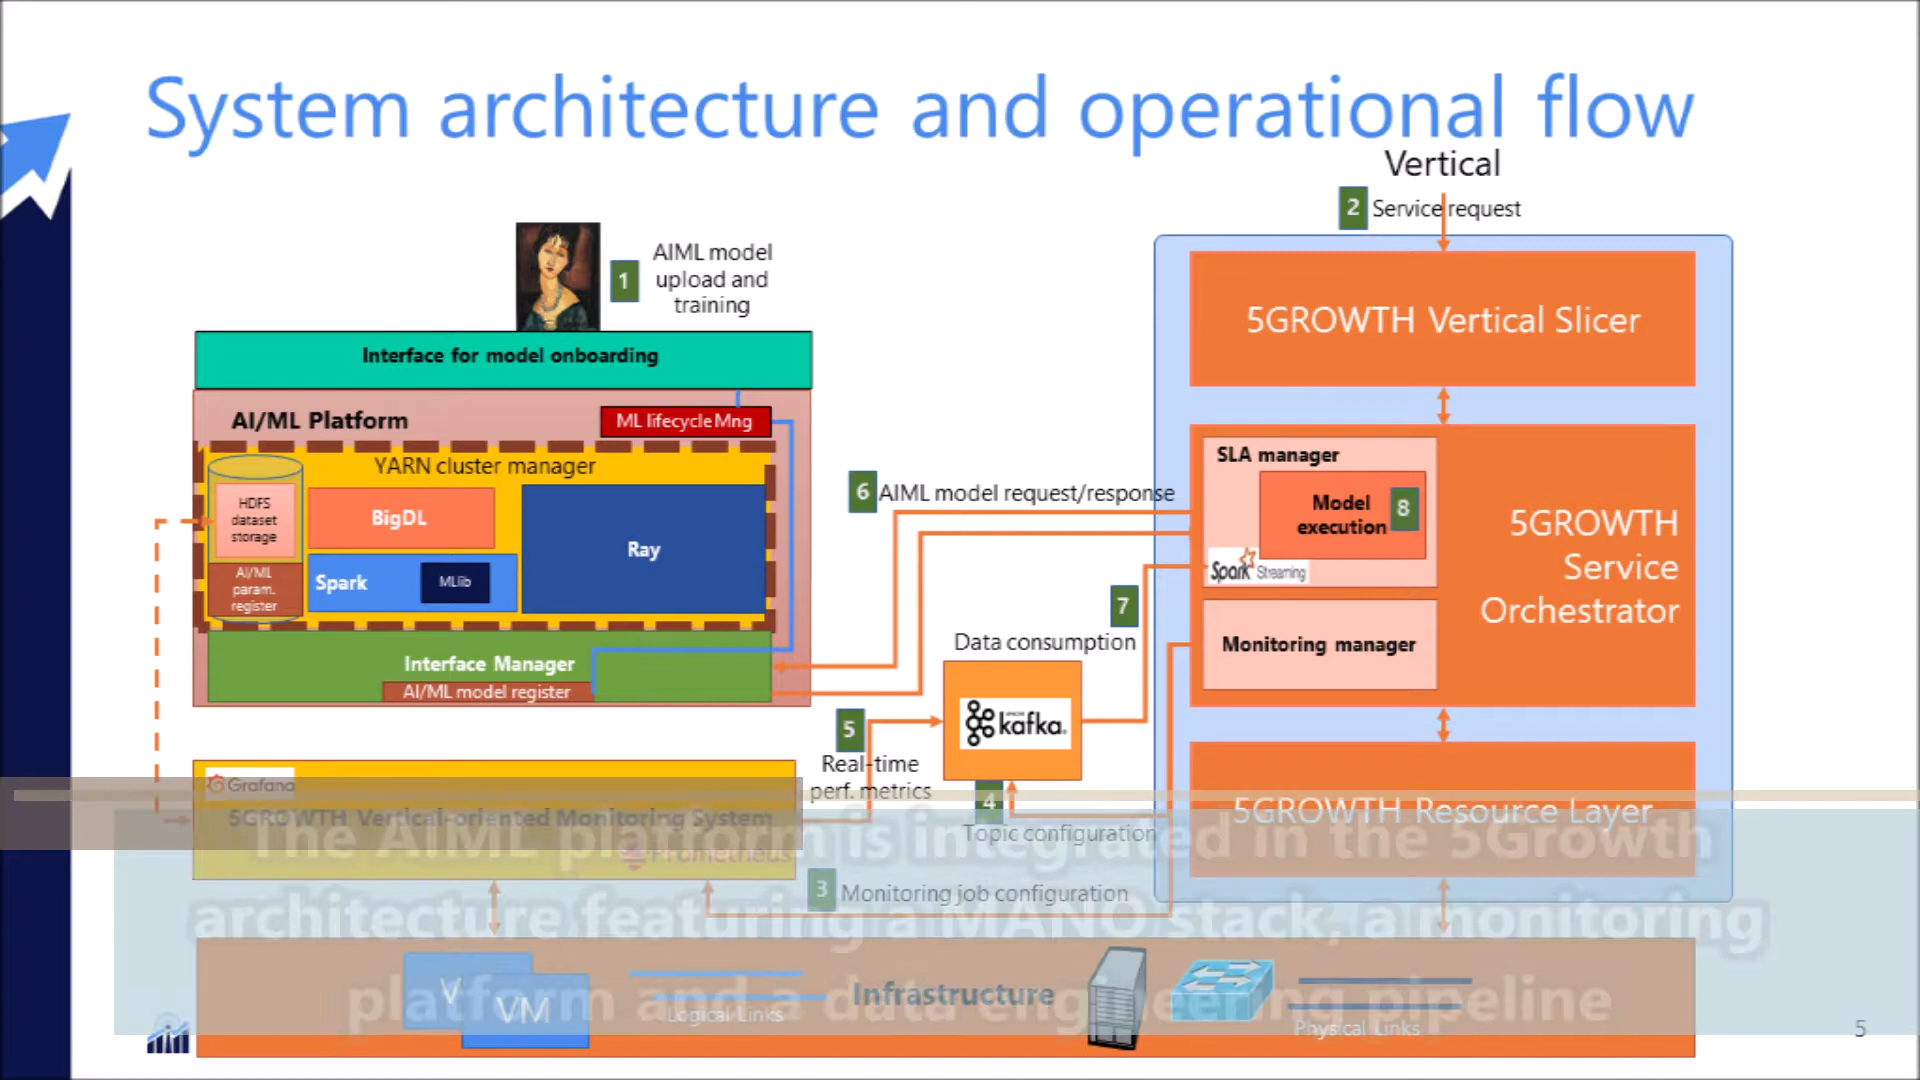 System architecture and operational flow
Vertical
2 Service request
1
AIML model
upload and
training
5GROWTH Vertical Slicer
Interface for model onboarding
AI/ML Platform
ML lifecycle Mng
YARN cluster manager
HDFS
dataset
storage
BigDL
Ray
AI/ML
param.
register
Spark
MLlib
Interface Manager
AI/ML model register
6 AIML model request/response
SLA manager
Model
execution
8
Spark Streaming
5GROWTH
Service
Orchestrator
7
Data consumption
Monitoring manager
APACHE
kafka
5
Real-time
perf. metrics
4
Topic configuration
Grafana
5GROWTH Vertical-oriented Monitoring System
Prometheus
5GROWTH Resource Layer
3 Monitoring job configuration
The AIML platform is integrated in the 5Growth
architecture featuring a MANO stack, a monitoring
platform and a data engineering pipeline
V
VM
Logical Links
Infrastructure
Physical Links
5